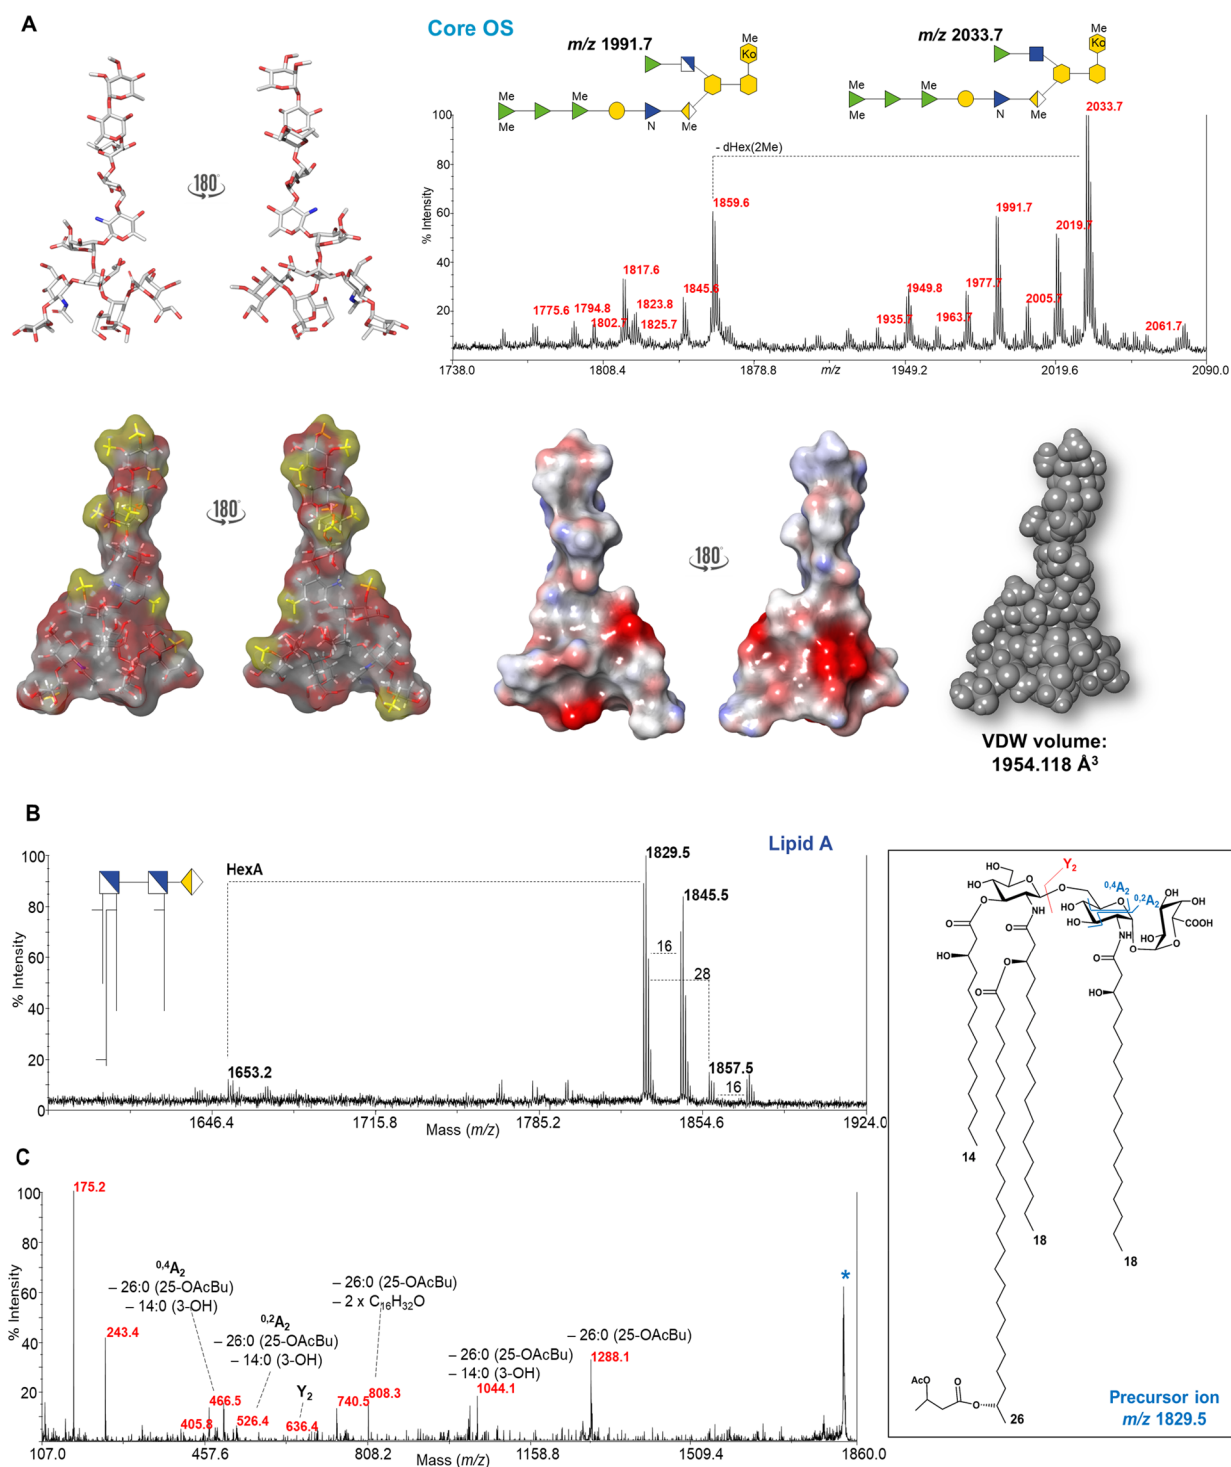 A
Core OS
m/z 1991.7
m/z 2033.7
Me
Ko
Me
Ko
Me
Me
Me
N
Me
Me
Me
Me
N
Me
180°
% Intensity
100
80
60
40
20
- dHex(2Me)
2033.7
1859.6
1991.7
2019.7
1817.6
1775.6
1794.8
1802.7
1823.8
1825.7
1845.6
1935.7
1949.8
1963.7
1977.7
2005.7
2061.7
1738.0
1808.4
1878.8
m/z
1949.2
2019.6
2090.0
180°
180°
VDW volume:
1954.118 Å³
B
Lipid A
% Intensity
100
80
60
40
20
0
HexA
1829.5
1845.5
16
28
1653.2
1857.5
16
1646.4
1715.8
Mass (m/z)
1785.2
1854.6
1924.0
C
% Intensity
100
80
60
40
20
175.2
243.4
0,4A2
– 26:0 (25-OAcBu)
– 14:0 (3-OH)
0,2A2
– 26:0 (25-OAcBu)
– 14:0 (3-OH)
– 26:0 (25-OAcBu)
– 2 x C16H32O
– 26:0 (25-OAcBu)
– 14:0 (3-OH)
– 26:0 (25-OAcBu)
Y2
405.8
466.5
526.4
636.4
740.5
808.3
1044.1
1288.1
*
107.0
457.6
808.2
Mass (m/z)
1158.8
1509.4
1860.0
Y2
0,4A2
0,2A2
HO
HO
O
O
O
NH
HO
HO
O
NH
OH
HO
HO
O
O
COOH
O
HO
O
O
O
O
O
HO
14
18
18
AcO
O
O
26
Precursor ion
m/z 1829.5